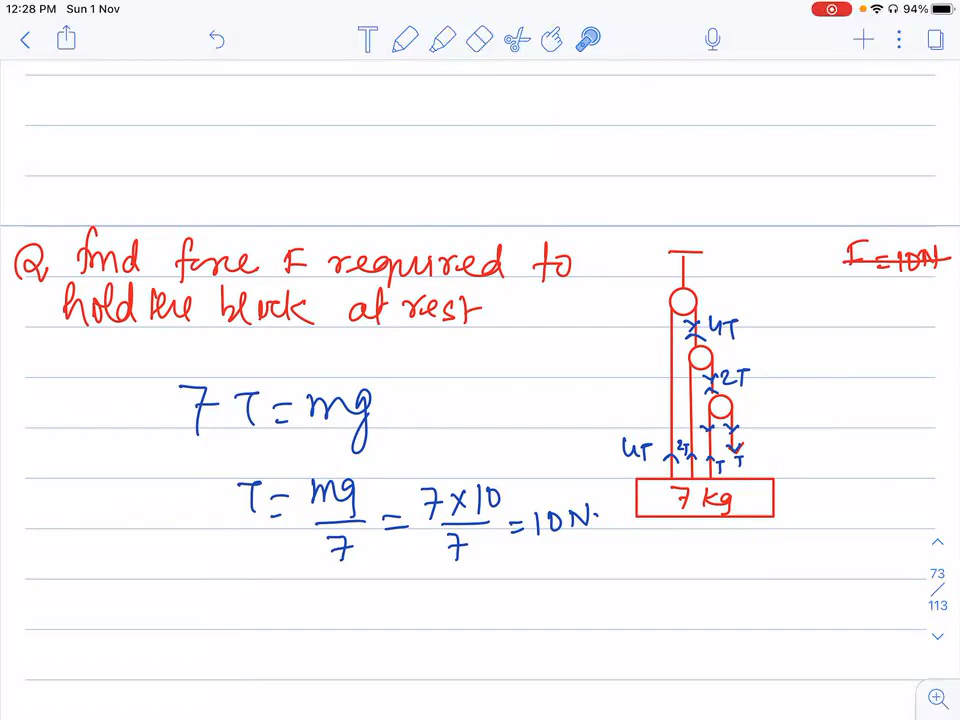 12:28 PM Sun 1 Nov
94%
Q find force F required to
hold the block at rest
F = 10N
4T
2T
4T 2T T T
7 kg
7 T = mg
T = mg/7 = 7×10/7 = 10N.
73
/
113